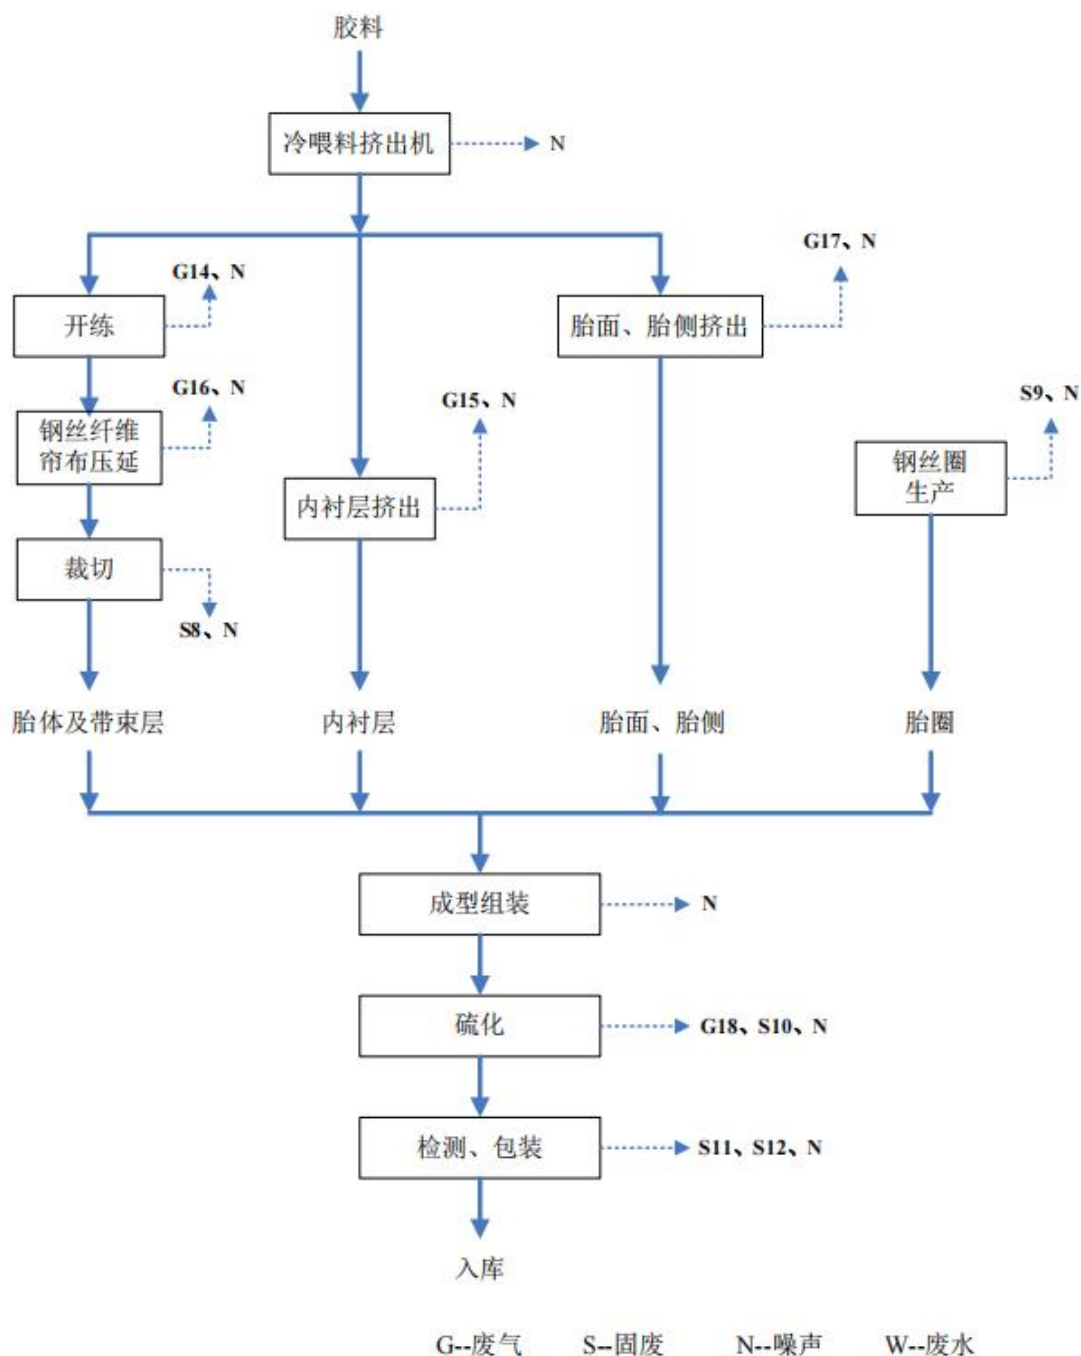 胶料
冷喂料挤出机
N
G17、N
G14、N
开练
胎面、胎侧挤出
G16、N
G15、N
S9、N
钢丝纤维
帘布压延
钢丝圈
生产
内衬层挤出
裁切
S8、N
胎体及带束层
内衬层
胎面、胎侧
胎圈
成型组装
N
硫化
G18、S10、N
检测、包装
S11、S12、N
入库
G--废气 S--固废 N--噪声 W--废水